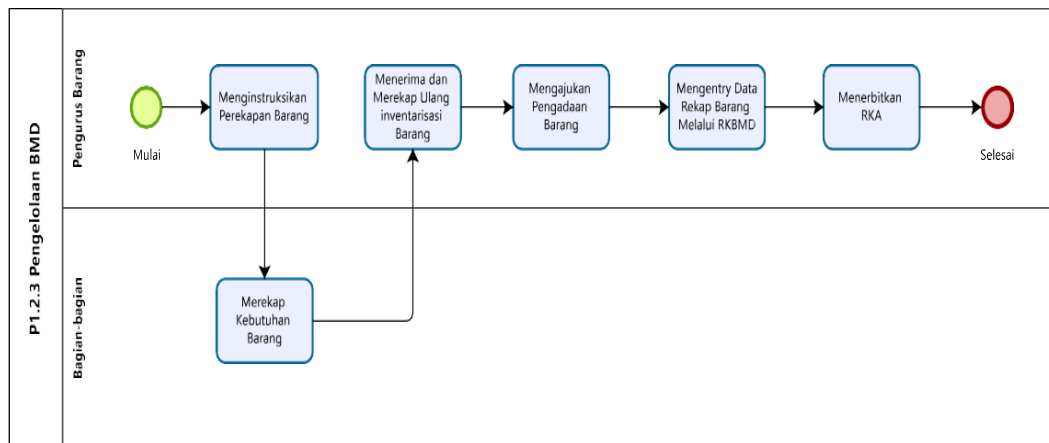 P1.2.3 Pengelolaan BMD
Pengurus Barang
Mulai
Menginstruksikan
Perekapan Barang
Menerima dan
Merekap Ulang
inventarisasi
Barang
Mengajukan
Pengadaan
Barang
Mengentry Data
Rekap Barang
Melalui RKBMD
Menerbitkan
RKA
Selesai
Bagian-bagian
Merekap
Kebutuhan
Barang